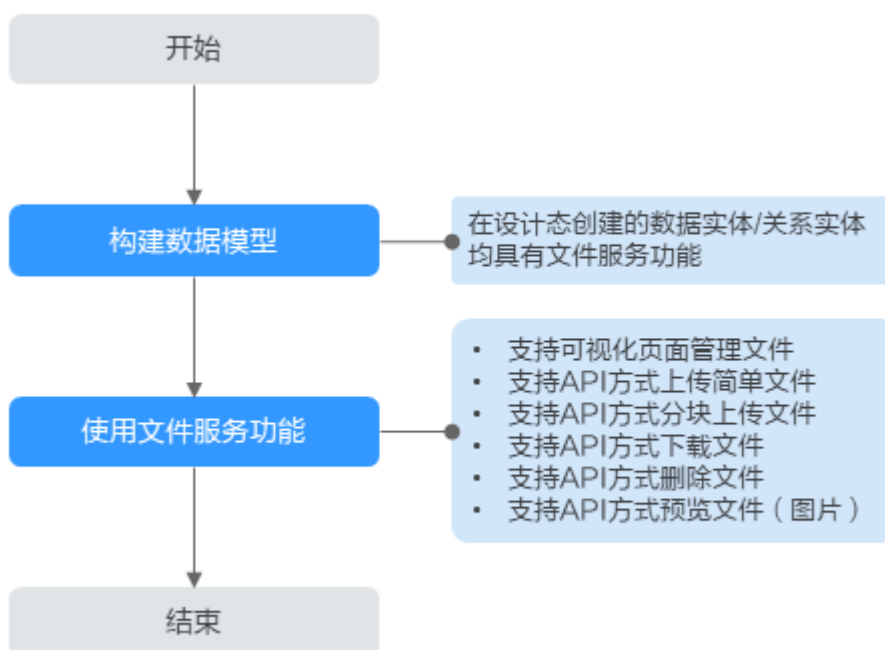 开始
构建数据模型
在设计态创建的数据实体/关系实体
均具有文件服务功能
使用文件服务功能
• 支持可视化页面管理文件
• 支持API方式上传简单文件
• 支持API方式分块上传文件
• 支持API方式下载文件
• 支持API方式删除文件
• 支持API方式预览文件（图片）
结束